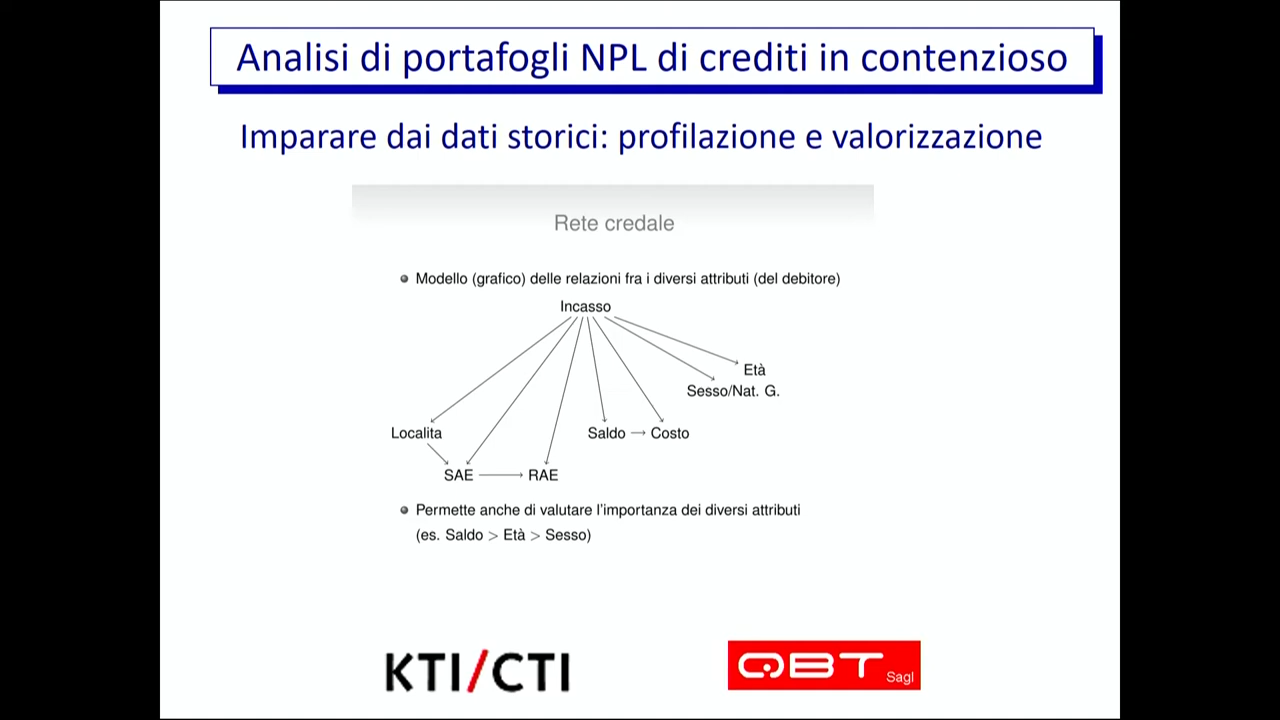 Analisi di portafogli NPL di crediti in contenzioso
Imparare dai dati storici: profilazione e valorizzazione
Rete credale
Modello (grafico) delle relazioni fra i diversi attributi (del debitore)
Incasso
Età
Sesso/Nat. G.
Localita
Saldo → Costo
SAE → RAE
Permette anche di valutare l'importanza dei diversi attributi
(es. Saldo > Età > Sesso)
KTI/CTI
QBT Sagl